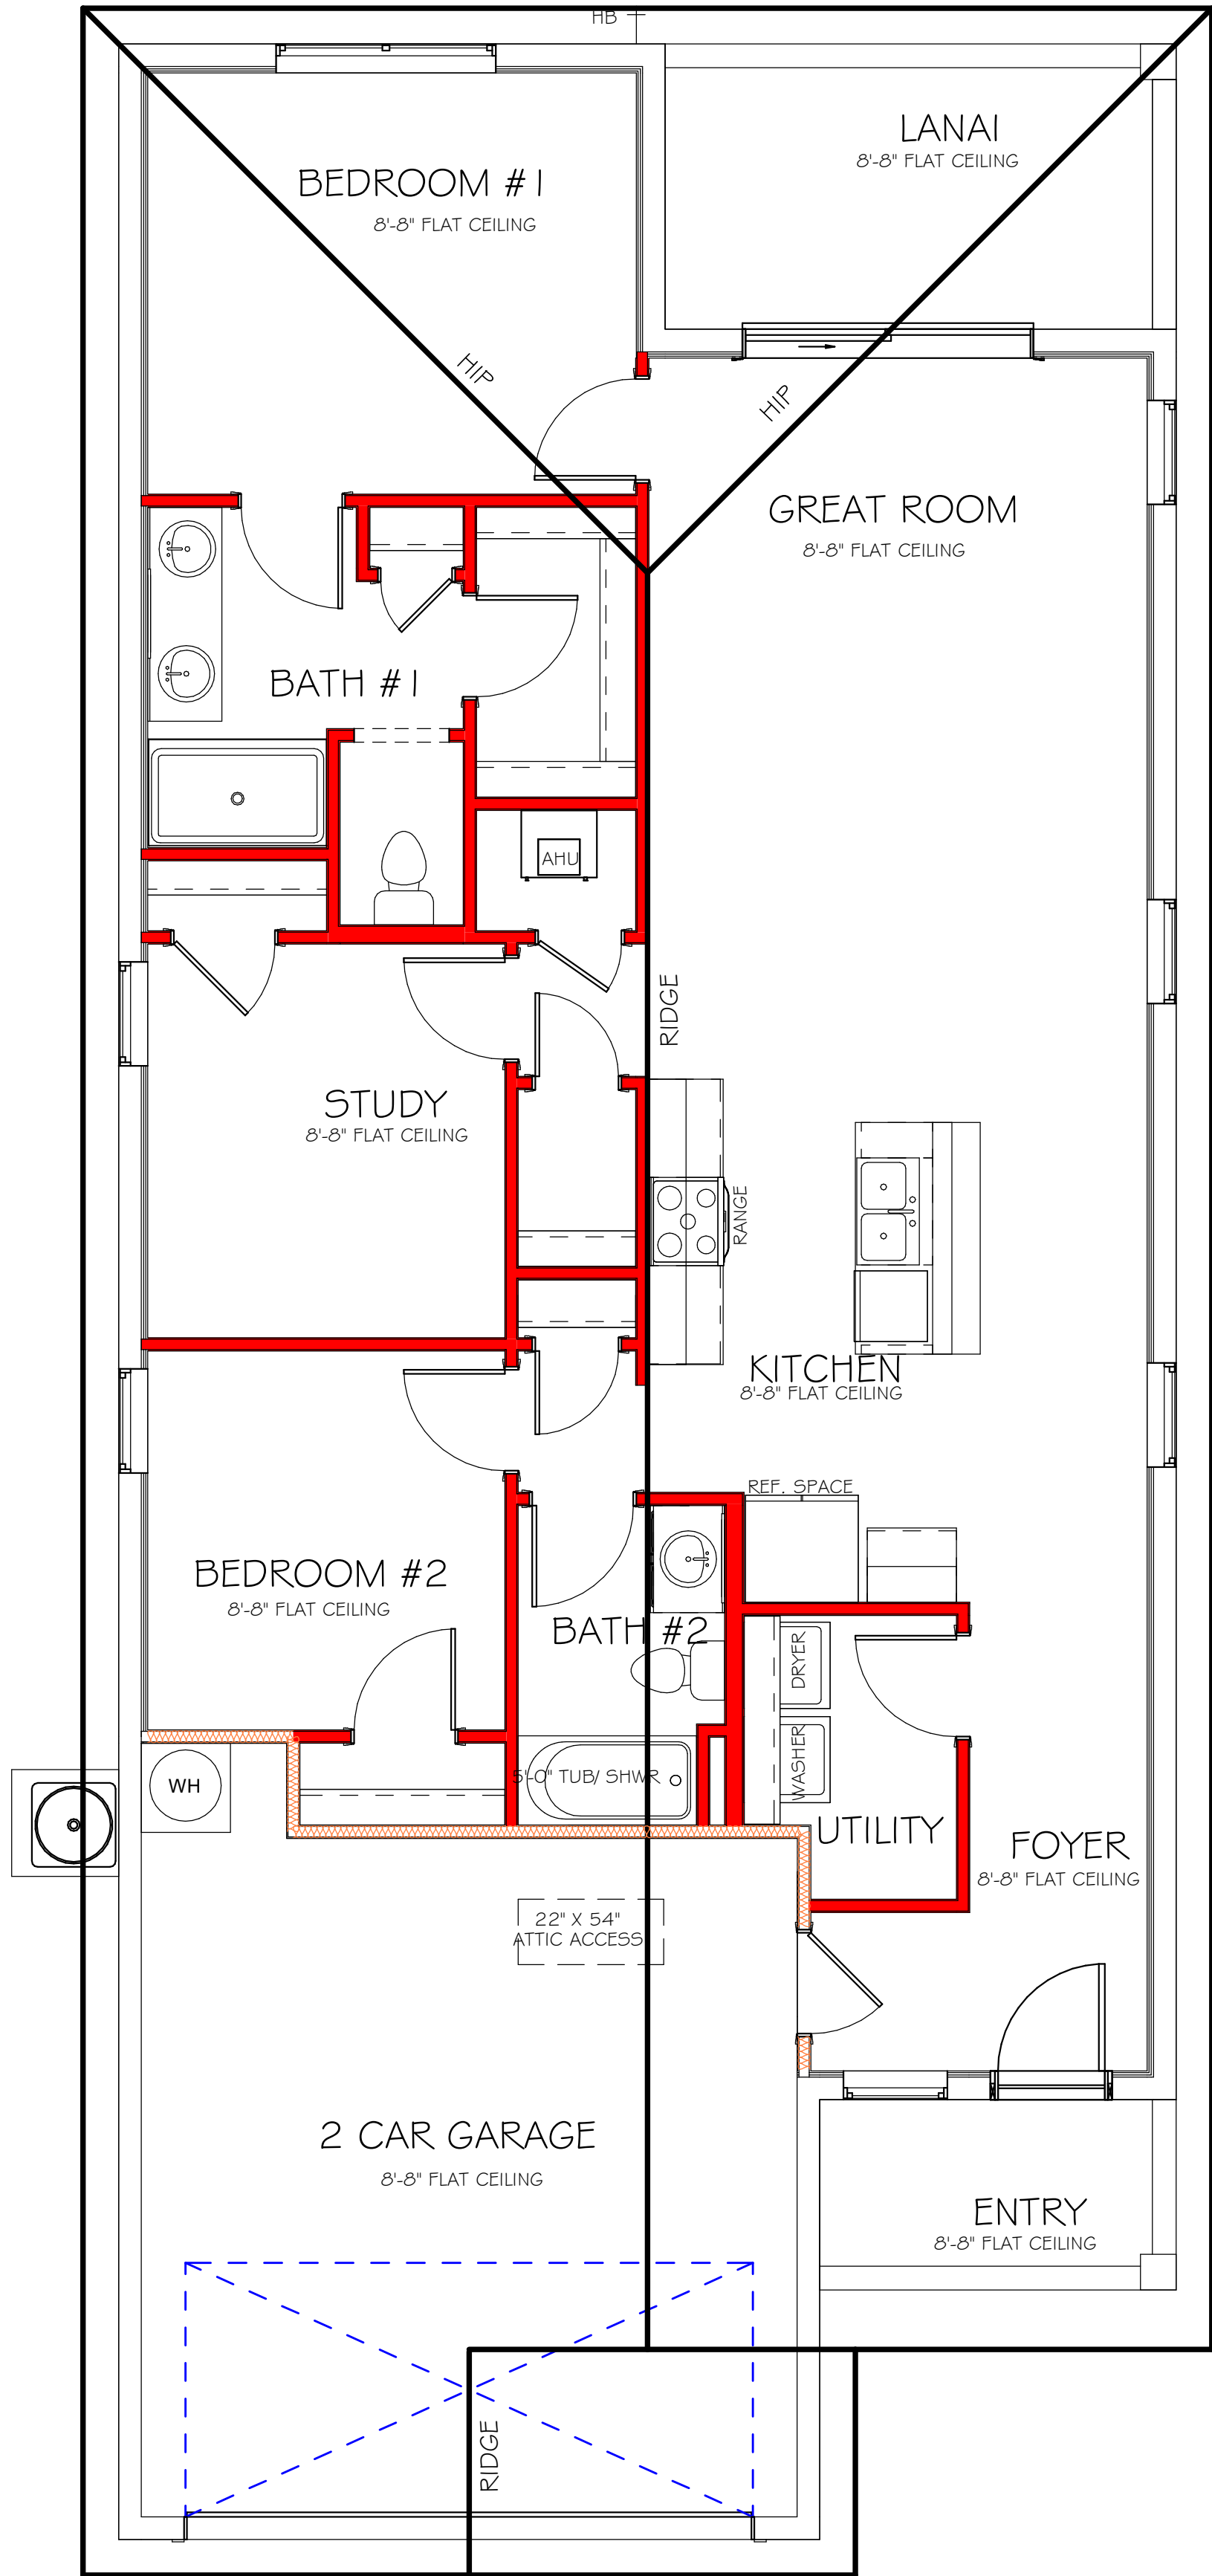 HB
LANAI
8'-8" FLAT CEILING
BEDROOM #1
8'-8" FLAT CEILING
HIP
HIP
GREAT ROOM
8'-8" FLAT CEILING
BATH #1
AHU
RIDGE
STUDY
8'-8" FLAT CEILING
RANGE
KITCHEN
8'-8" FLAT CEILING
REF. SPACE
BEDROOM #2
8'-8" FLAT CEILING
BATH #2
DRYER
WASHER
WH
5'-0" TUB/ SHWR
UTILITY
FOYER
8'-8" FLAT CEILING
22" X 54"
ATTIC ACCESS
2 CAR GARAGE
8'-8" FLAT CEILING
ENTRY
8'-8" FLAT CEILING
RIDGE